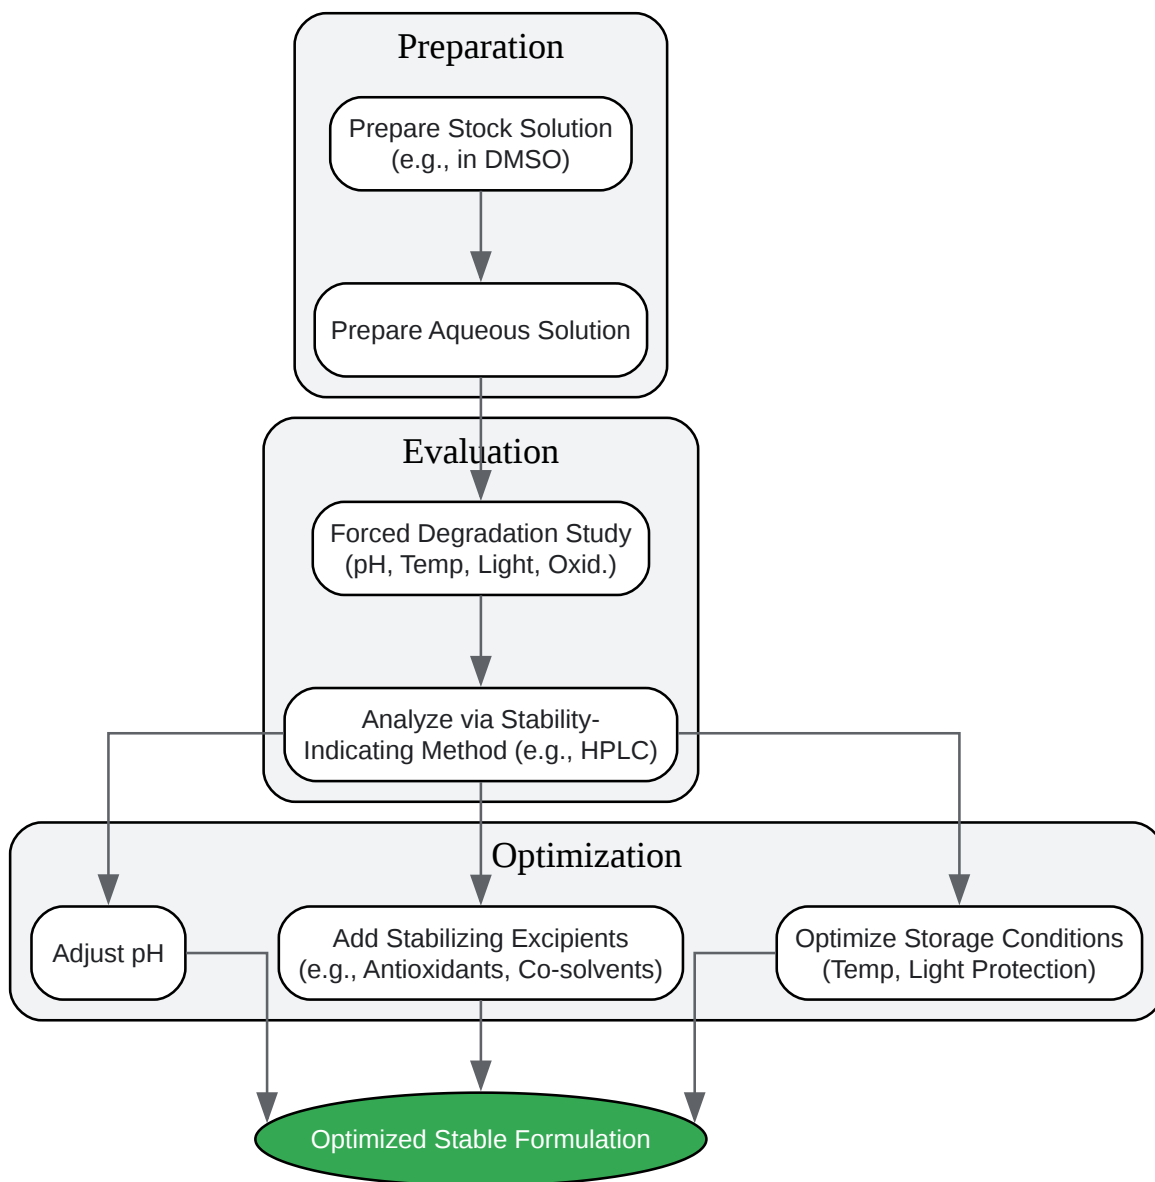 Preparation
Prepare Stock Solution
(e.g., in DMSO)
Prepare Aqueous Solution
Evaluation
Forced Degradation Study
(pH, Temp, Light, Oxid.)
Analyze via Stability-
Indicating Method (e.g., HPLC)
Optimization
Adjust pH
Add Stabilizing Excipients
(e.g., Antioxidants, Co-solvents)
Optimize Storage Conditions
(Temp, Light Protection)
Optimized Stable Formulation